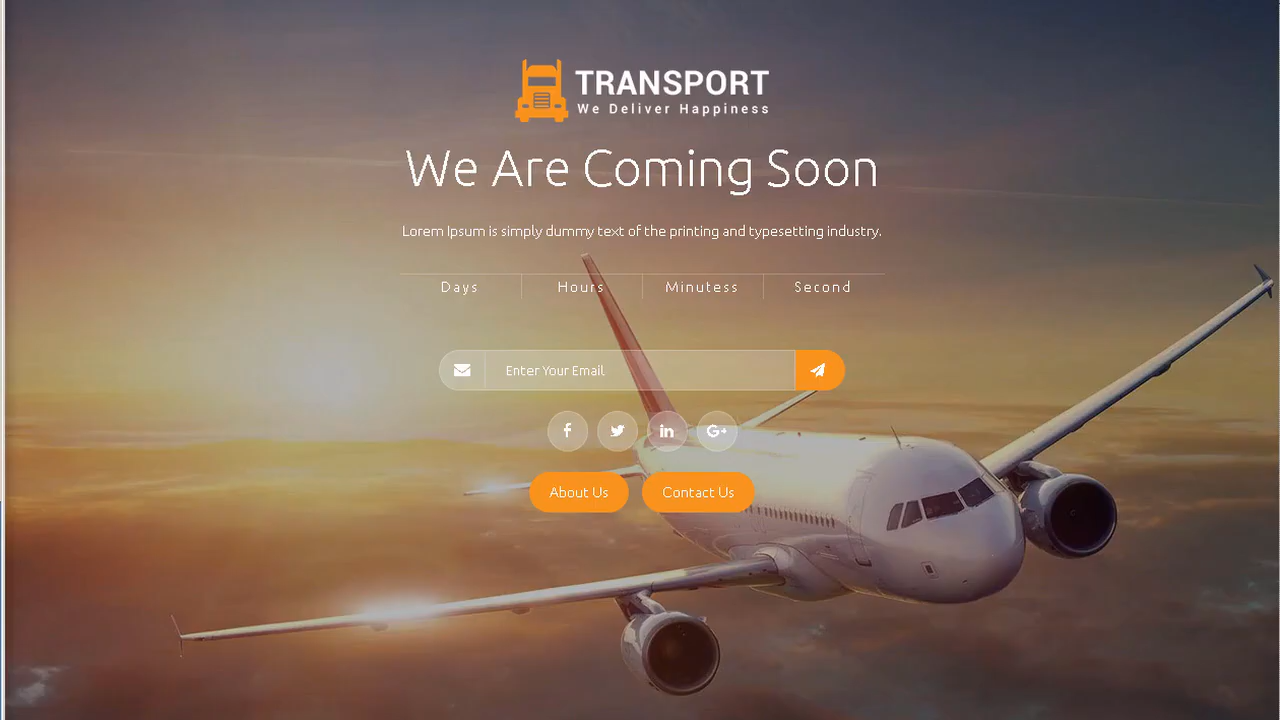 TRANSPORT
We Deliver Happiness
We Are Coming Soon
Lorem Ipsum is simply dummy text of the printing and typesetting industry.
Days Hours Minutess Second
Enter Your Email
f in G+
About Us Contact Us